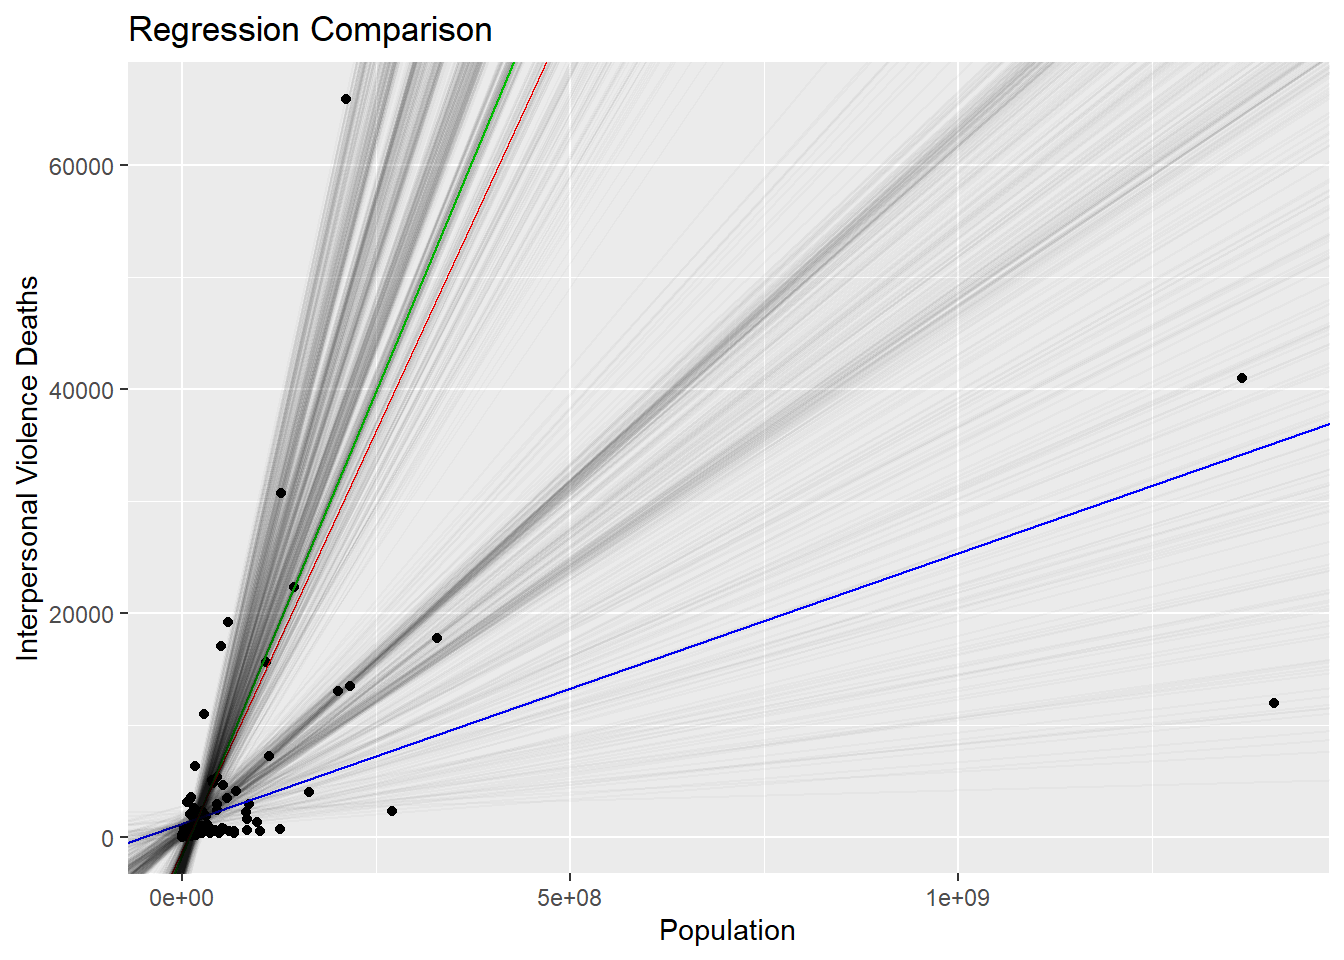 Regression Comparison
Interpersonal Violence Deaths
60000
40000
20000
0
0e+00
5e+08
1e+09
Population